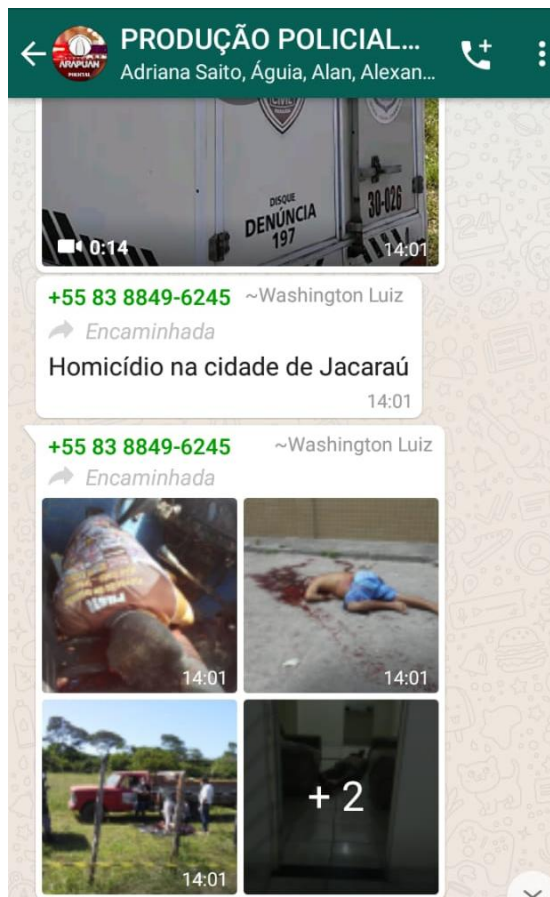 PRODUÇÃO POLICIAL...
Adriana Saito, Águia, Alan, Alexan...
ARAPUAN
POLICIAL
CIVIL
DISQUE
DENÚNCIA
197
30-026
0:14
14:01
+55 83 8849-6245 ~Washington Luiz
Encaminhada
Homicídio na cidade de Jacaraú
14:01
+55 83 8849-6245 ~Washington Luiz
Encaminhada
14:01
14:01
14:01
+ 2